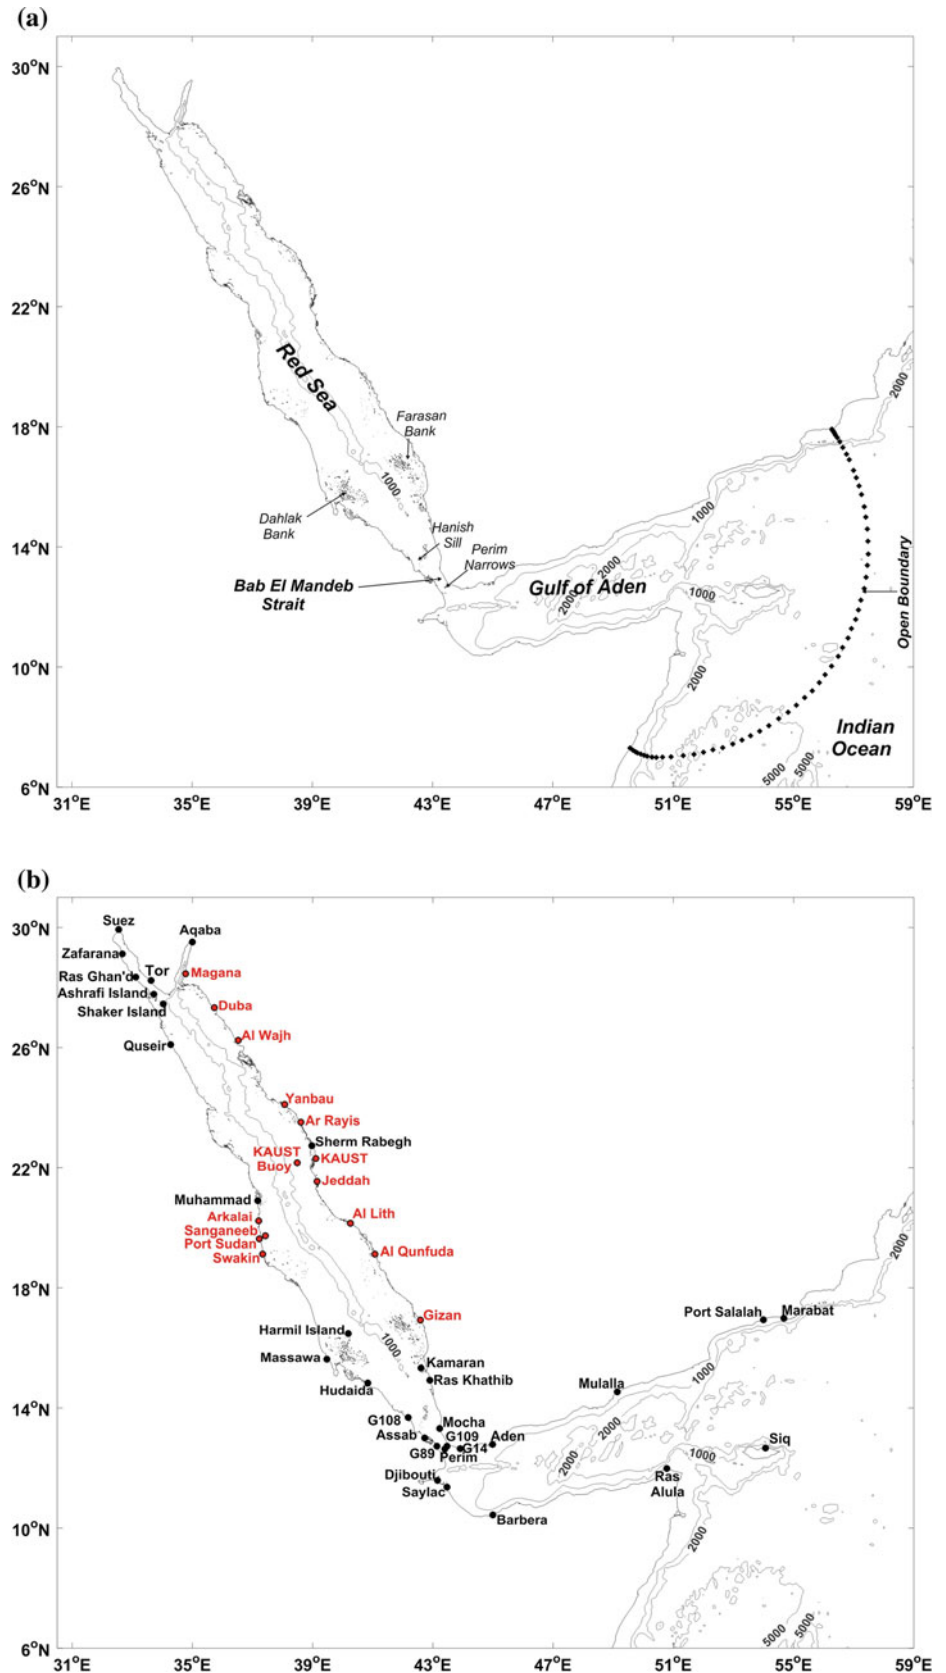 (a)
30°N
26°N
22°N
18°N
14°N
10°N
6°N
31°E
35°E
39°E
43°E
47°E
51°E
55°E
59°E
Red Sea
Farasan
Bank
1000
Dahlak
Bank
Hanish
Sill
Perim
Narrows
Bab El Mandeb
Strait
Gulf of Aden
1000
2000
2000
1000
2000
2000
Open Boundary
Indian
Ocean
5000
5000
(b)
30°N
26°N
22°N
18°N
14°N
10°N
6°N
31°E
35°E
39°E
43°E
47°E
51°E
55°E
59°E
Suez
Aqaba
Zafarana
Tor
Magana
Ras Ghan'd
Ashrafi Island
Shaker Island
Duba
Al Wajh
Quseir
Yanbau
Ar Rayis
Sherm Rabegh
KAUST
Buoy
KAUST
Jeddah
Muhammad
Arkalai
Sanganeeb
Port Sudan
Swakin
Al Lith
Al Qunfuda
Gizan
Harmil Island
1000
Massawa
Kamaran
Ras Khathib
Hudaida
G108
Mocha
Assab
G109
Aden
G89
G14
Perim
Djibouti
Saylac
Barbera
Mulalla
Port Salalah
Marabat
2000
1000
2000
2000
1000
Siq
Ras
Alula
2000
5000
5000